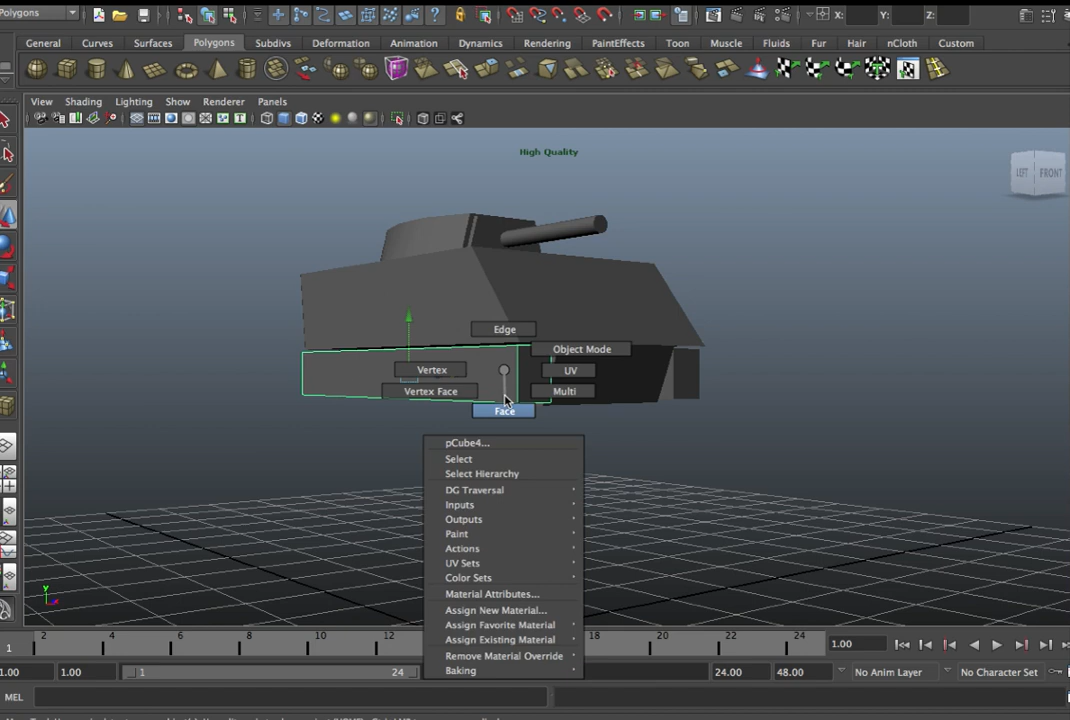 Polygons
X:
Y:
Z:
General Curves Surfaces Polygons Subdivs Deformation Animation Dynamics Rendering PaintEffects Toon Muscle Fluids Fur Hair nCloth Custom
View Shading Lighting Show Renderer Panels
High Quality
LEFT FRONT
Edge
Object Mode
Vertex
UV
Vertex Face
Multi
Face
pCube4...
Select
Select Hierarchy
DG Traversal
Inputs
Outputs
Paint
Actions
UV Sets
Color Sets
Material Attributes...
Assign New Material...
Assign Favorite Material
Assign Existing Material
Remove Material Override
Baking
Y
1 2 4 6 8 10 12 18 20 22 24 1.00
1.00 1.00 1 24 24.00 48.00 No Anim Layer No Character Set
MEL